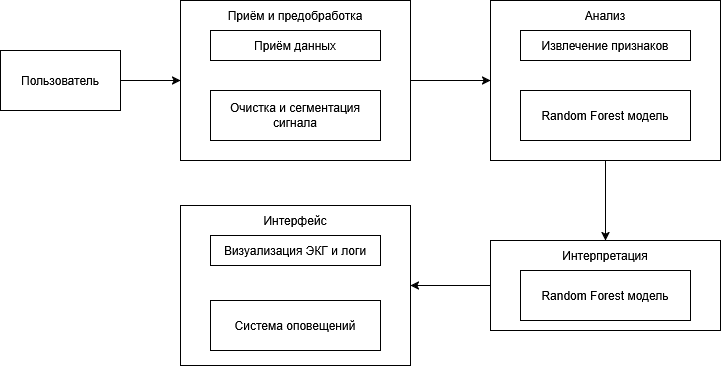 Пользователь
Приём и предобработка
Приём данных
Очистка и сегментация
сигнала
Анализ
Извлечение признаков
Random Forest модель
Интерпретация
Random Forest модель
Интерфейс
Визуализация ЭКГ и логи
Система оповещений